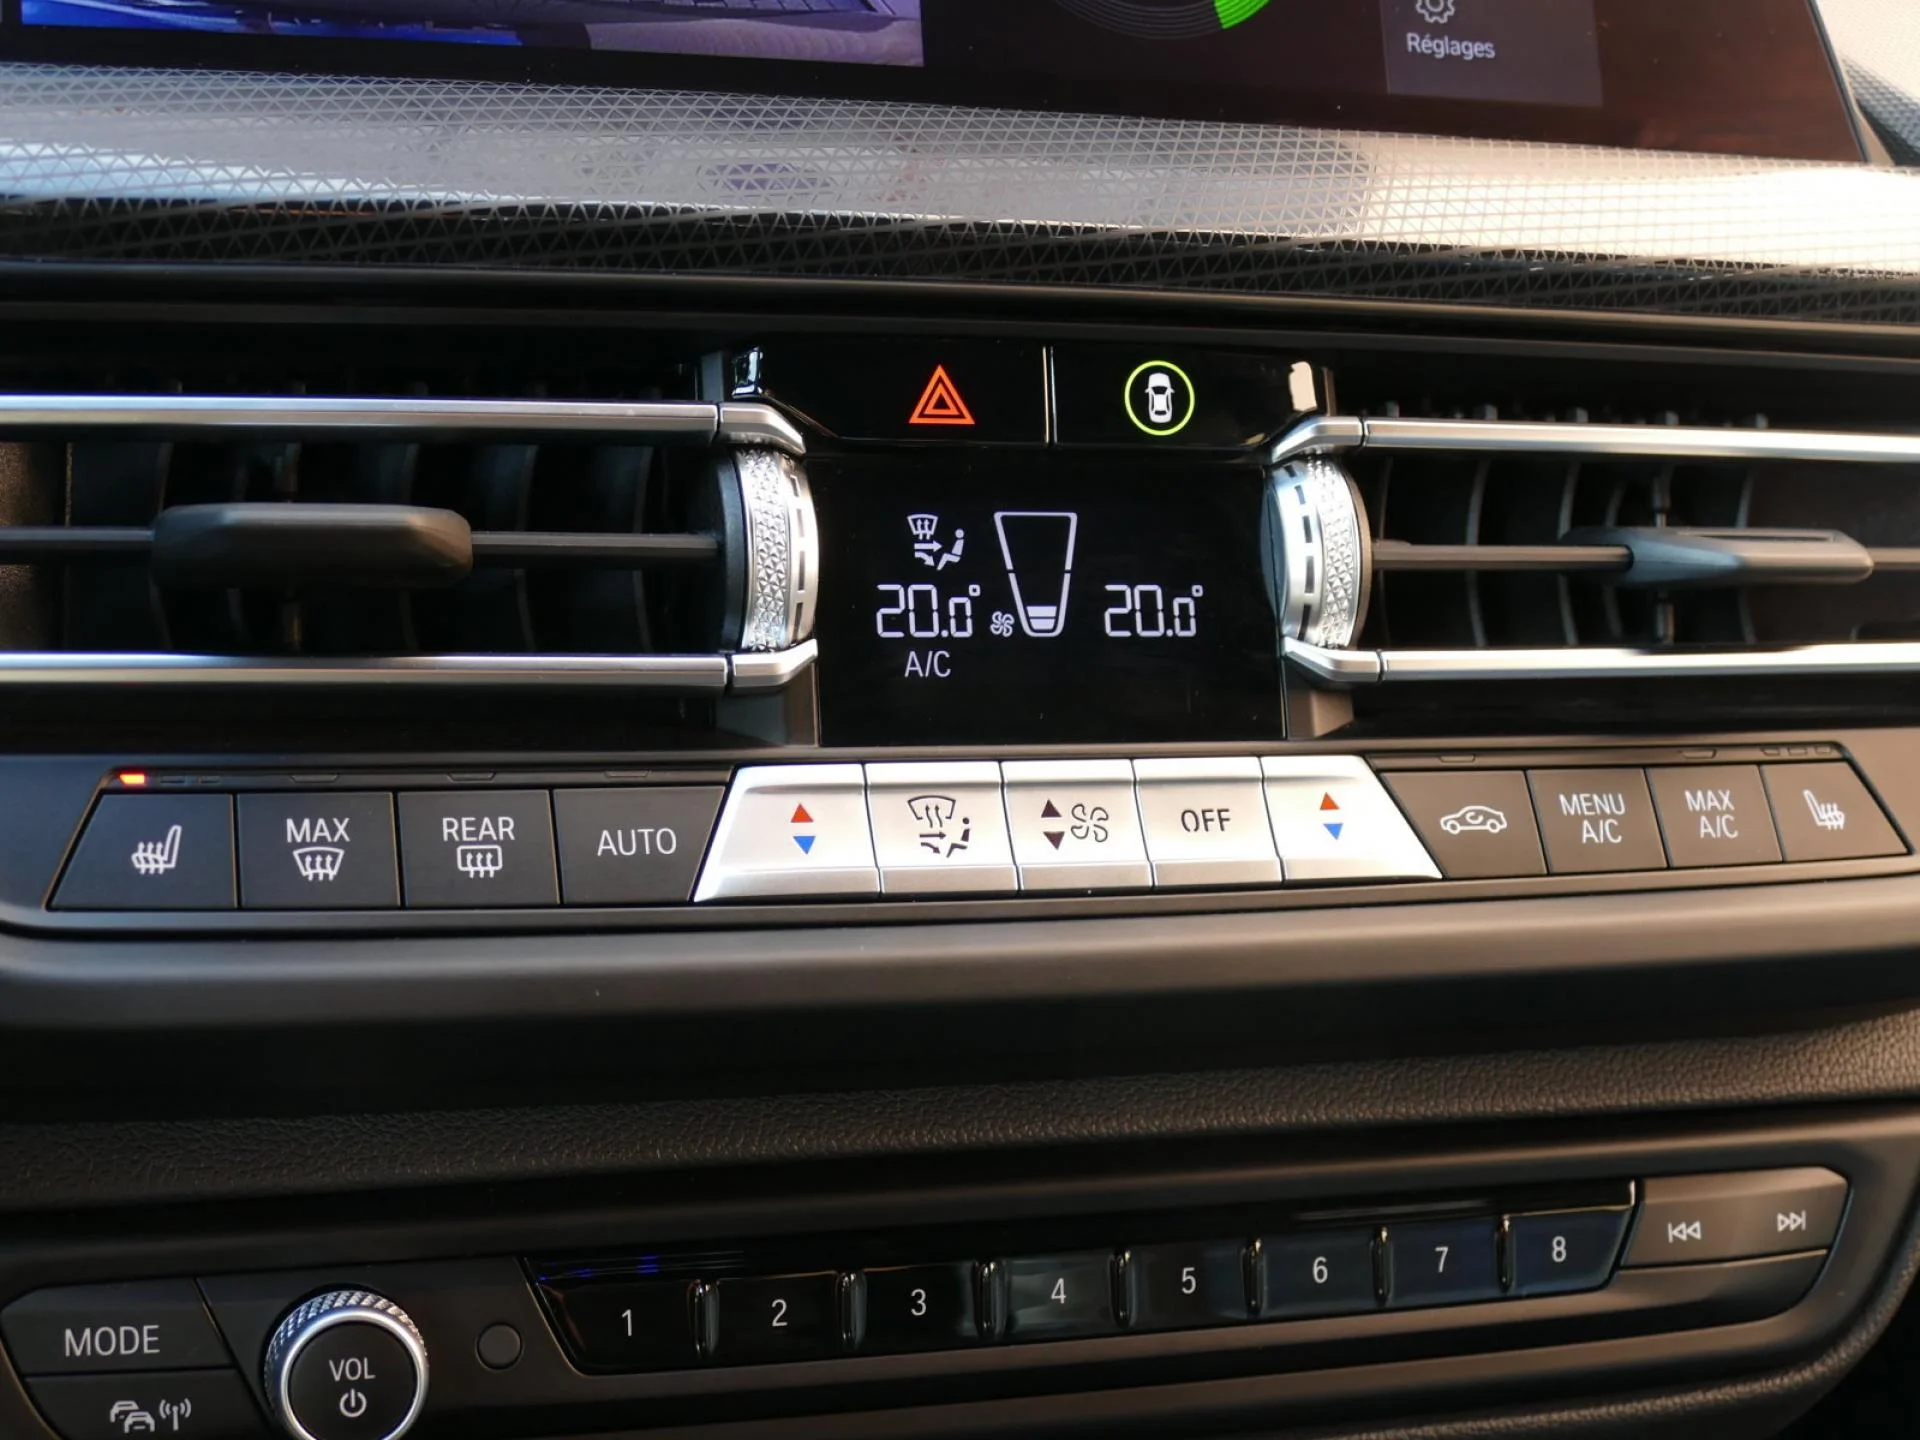 Réglages
20.0°
20.0°
A/C
MAX
REAR
AUTO
OFF
MENU
A/C
MAX
A/C
1
2
3
4
5
6
7
8
MODE
VOL